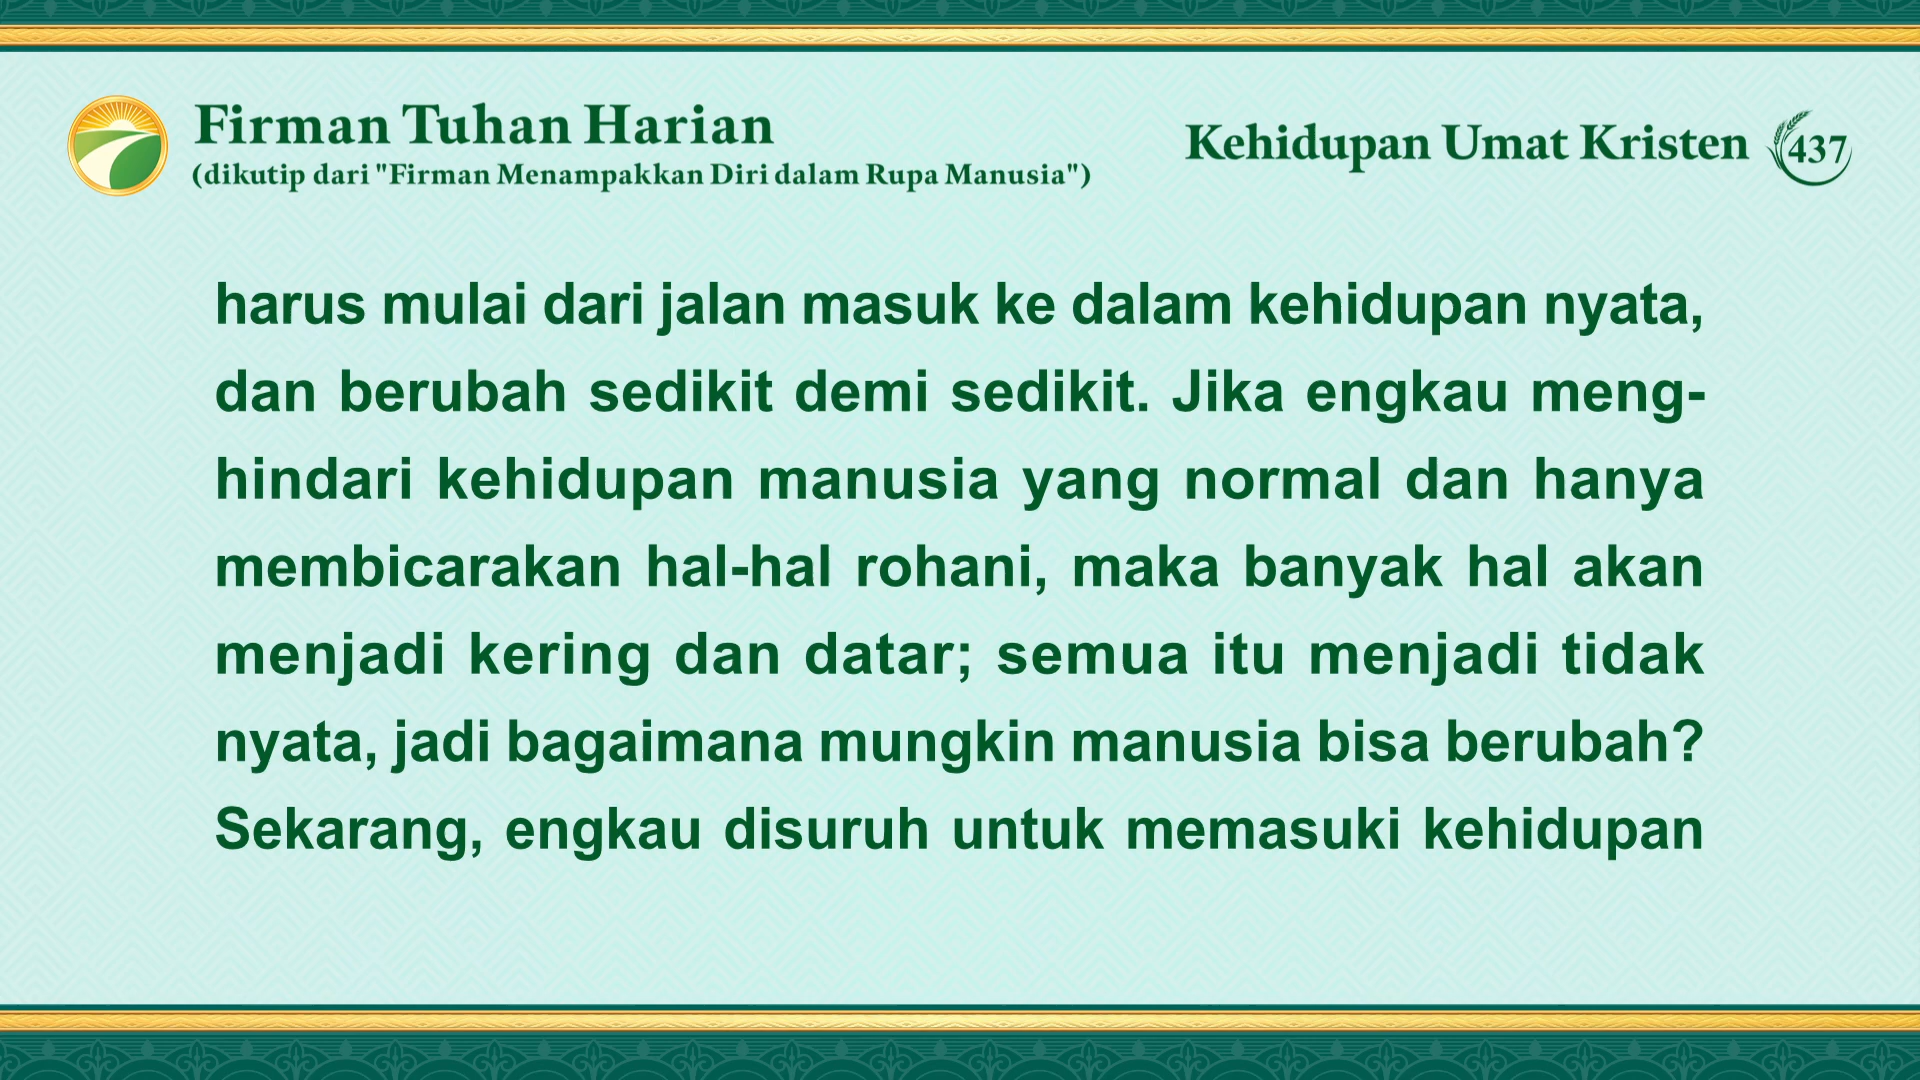 Firman Tuhan Harian
(dikutip dari "Firman Menampakkan Diri dalam Rupa Manusia")
Kehidupan Umat Kristen 437
harus mulai dari jalan masuk ke dalam kehidupan nyata,
dan berubah sedikit demi sedikit. Jika engkau meng-
hindari kehidupan manusia yang normal dan hanya
membicarakan hal-hal rohani, maka banyak hal akan
menjadi kering dan datar; semua itu menjadi tidak
nyata, jadi bagaimana mungkin manusia bisa berubah?
Sekarang, engkau disuruh untuk memasuki kehidupan